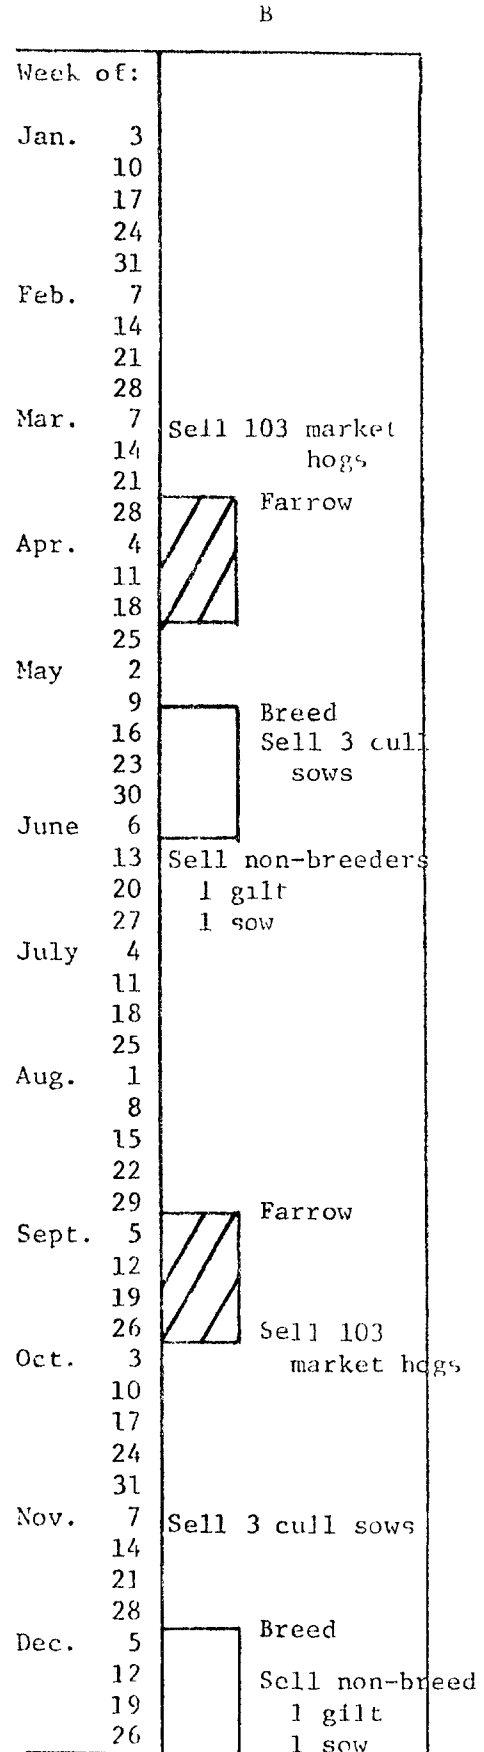 B
Week of:
Jan. 3
10
17
24
31
Feb. 7
14
21
28
Mar. 7 Sell 103 market
14 hogs
21
28 Farrow
Apr. 4
11
18
25
May 2
9 Breed
16 Sell 3 cull
23 sows
30
June 6
13 Sell non-breeders
20 1 gilt
27 1 sow
July 4
11
18
25
Aug. 1
8
15
22
29 Farrow
Sept. 5
12
19
26 Sell 103
Oct. 3 market hogs
10
17
24
31
Nov. 7 Sell 3 cull sows
14
21
28 Breed
Dec. 5
12 Sell non-breed
19 1 gilt
26 1 sow